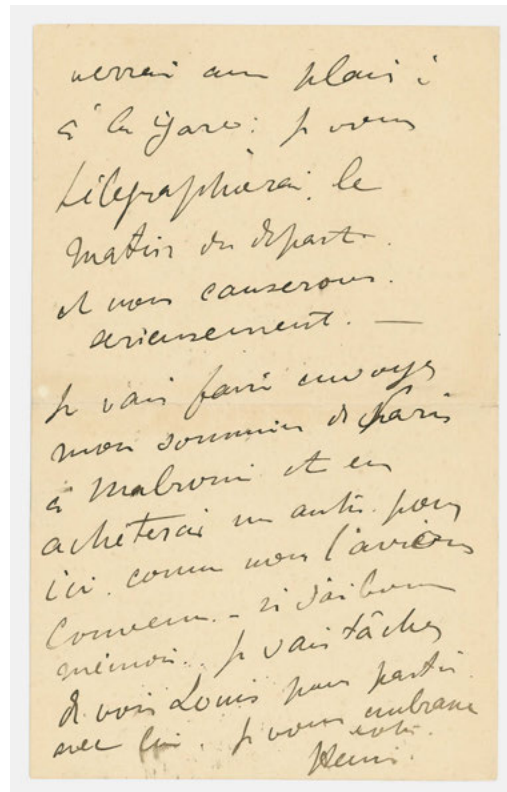 verrai avec plaisir
à la gare: je vous
télégraphierai le
matin du départ.
et nous causerons
sérieusement. —
je vais faire envoyer
mon sommier de Paris
à Malromé et en
achèterai un autre pour
ici comme nous l'avions
convenu – si j'ai bonne
mémoire. je vais tâcher
de voir Louis pour partir
avec lui. je vous embrasse
votre
Henri.